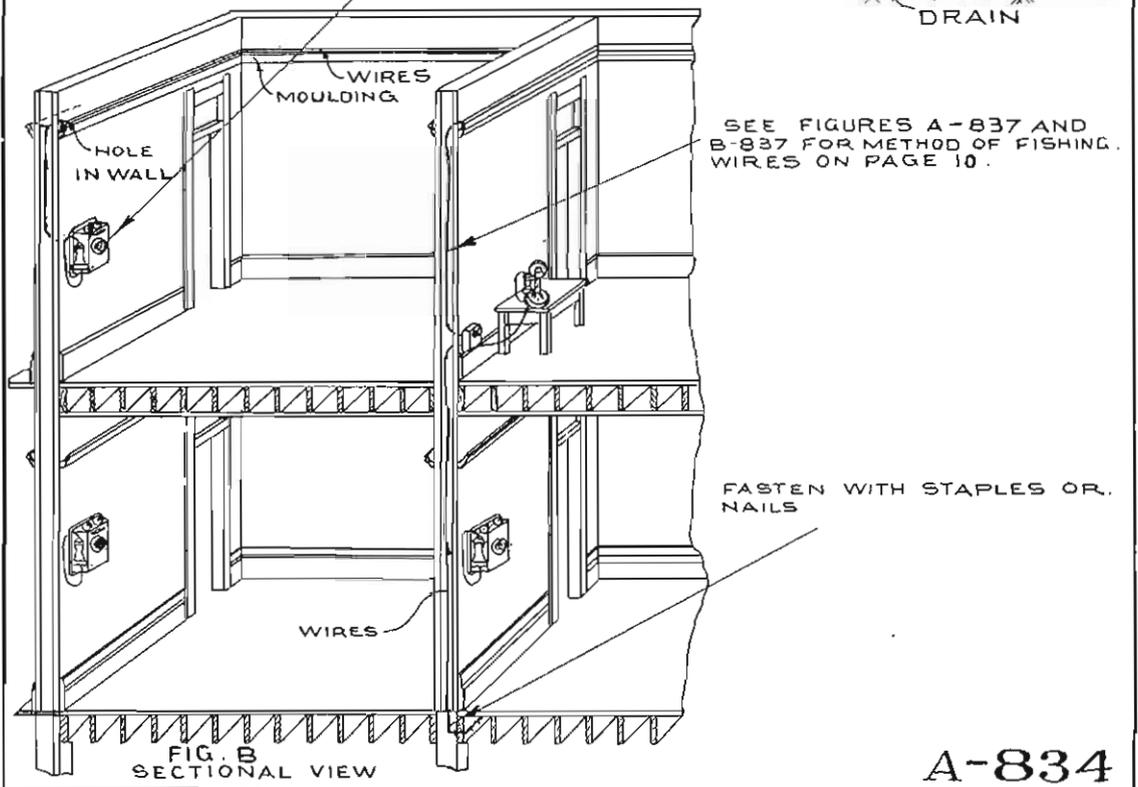 DRAIN
WIRES
MOULDING
HOLE
IN WALL
SEE FIGURES A-837 AND
B-837 FOR METHOD OF FISHING.
WIRES ON PAGE 10.
FASTEN WITH STAPLES OR.
NAILS
WIRES
FIG. B
SECTIONAL VIEW
A-834